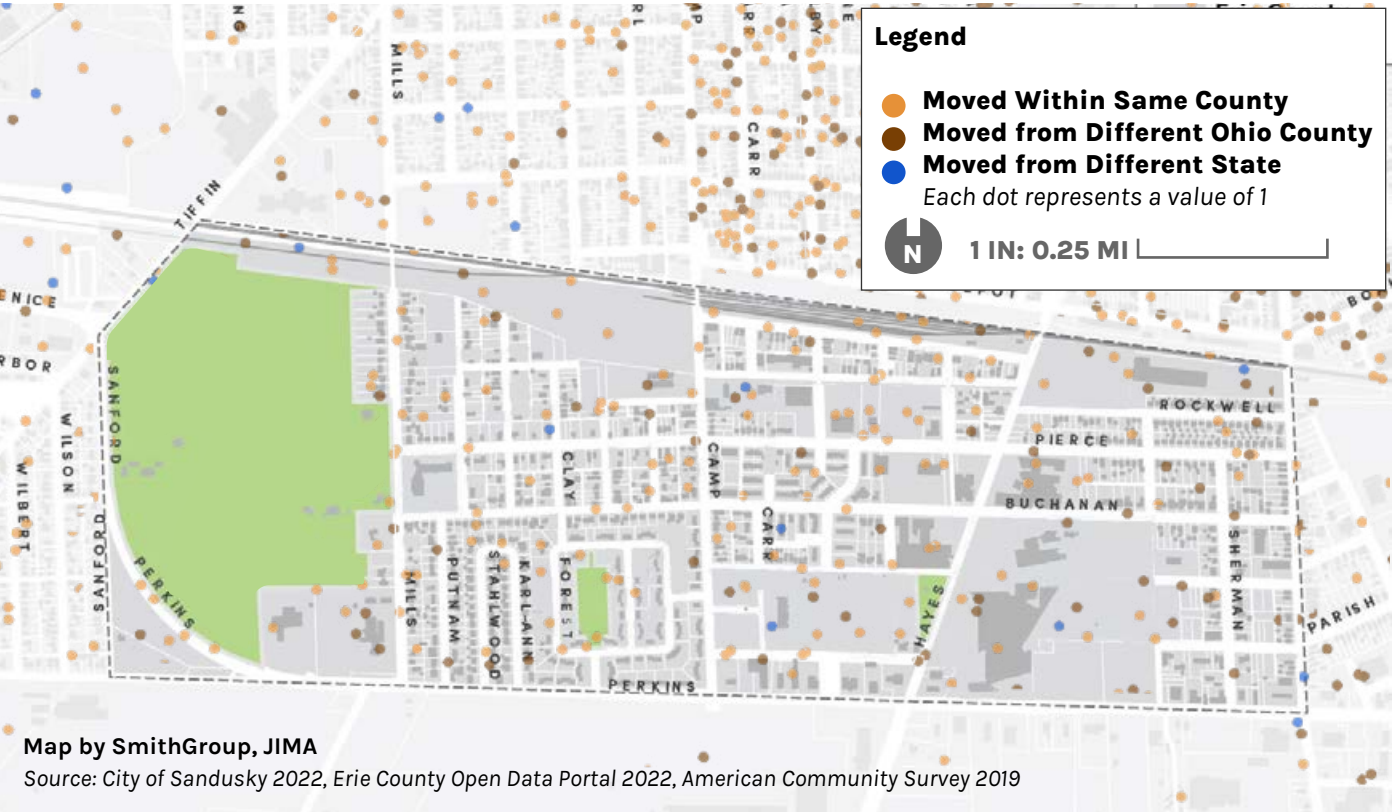 Legend
Moved Within Same County
Moved from Different Ohio County
Moved from Different State
Each dot represents a value of 1
N
1 IN: 0.25 MI
MILLS
CARR
TIFFIN
ENICE
RBOR
SANFORD
WILSON
WILBERT
SANFORD
PERKINS
MILLS
PUTNAM
STAHLWOOD
KARL-ANN
FOREST
CLAY
CAMP
CARR
PERKINS
HAYES
ROCKWELL
PIERCE
BUCHANAN
SHERMAN
PARISH
Map by SmithGroup, JIMA
Source: City of Sandusky 2022, Erie County Open Data Portal 2022, American Community Survey 2019